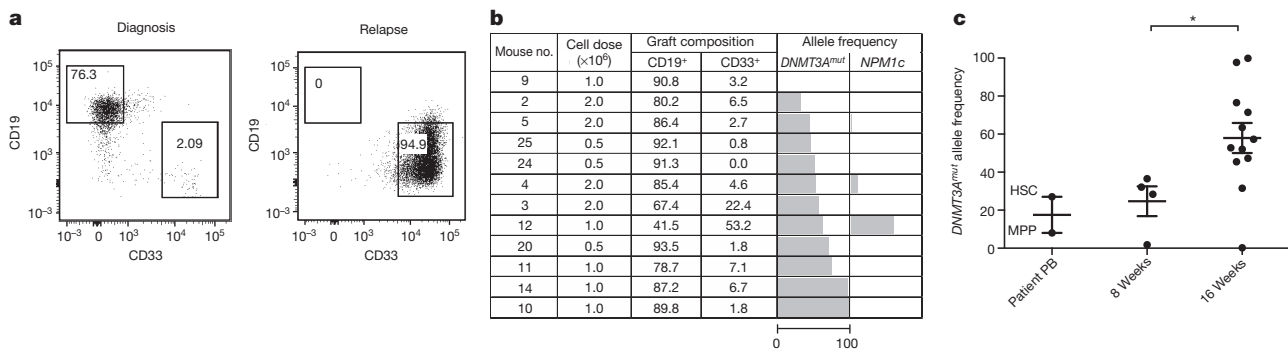 a
Diagnosis
Relapse
10⁵
10⁴
10³
10⁻³
CD19
76.3
2.09
10⁻³ 0 10³ 10⁴ 10⁵
CD33
10⁵
10⁴
10³
10⁻³
CD19
0
94.9
10⁻³ 0 10³ 10⁴ 10⁵
CD33
b
Mouse no. Cell dose (×10⁶) Graft composition Allele frequency
CD19⁺ CD33⁺ DNMT3Aᵐᵘᵗ NPM1c
9 1.0 90.8 3.2
2 2.0 80.2 6.5
5 2.0 86.4 2.7
25 0.5 92.1 0.8
24 0.5 91.3 0.0
4 2.0 85.4 4.6
3 2.0 67.4 22.4
12 1.0 41.5 53.2
20 0.5 93.5 1.8
11 1.0 78.7 7.1
14 1.0 87.2 6.7
10 1.0 89.8 1.8
0 100
c
*
DNMT3Aᵐᵘᵗ allele frequency
100
80
60
40
20
0
HSC
MPP
Patient PB
8 Weeks
16 Weeks